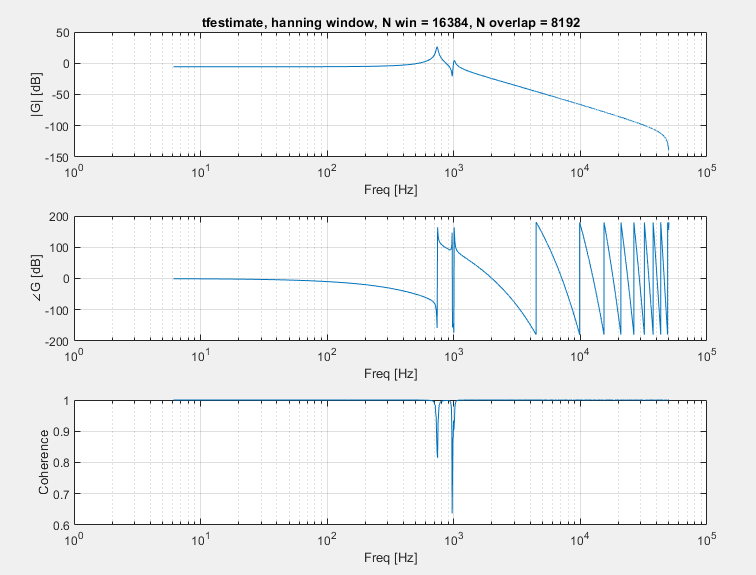 tfestimate, hanning window, N win = 16384, N overlap = 8192
|G| [dB]
50
0
-50
-100
-150
10^0 10^1 10^2 10^3 10^4 10^5
Freq [Hz]
∠G [dB]
200
100
0
-100
-200
10^0 10^1 10^2 10^3 10^4 10^5
Freq [Hz]
Coherence
1
0.9
0.8
0.7
0.6
10^0 10^1 10^2 10^3 10^4 10^5
Freq [Hz]